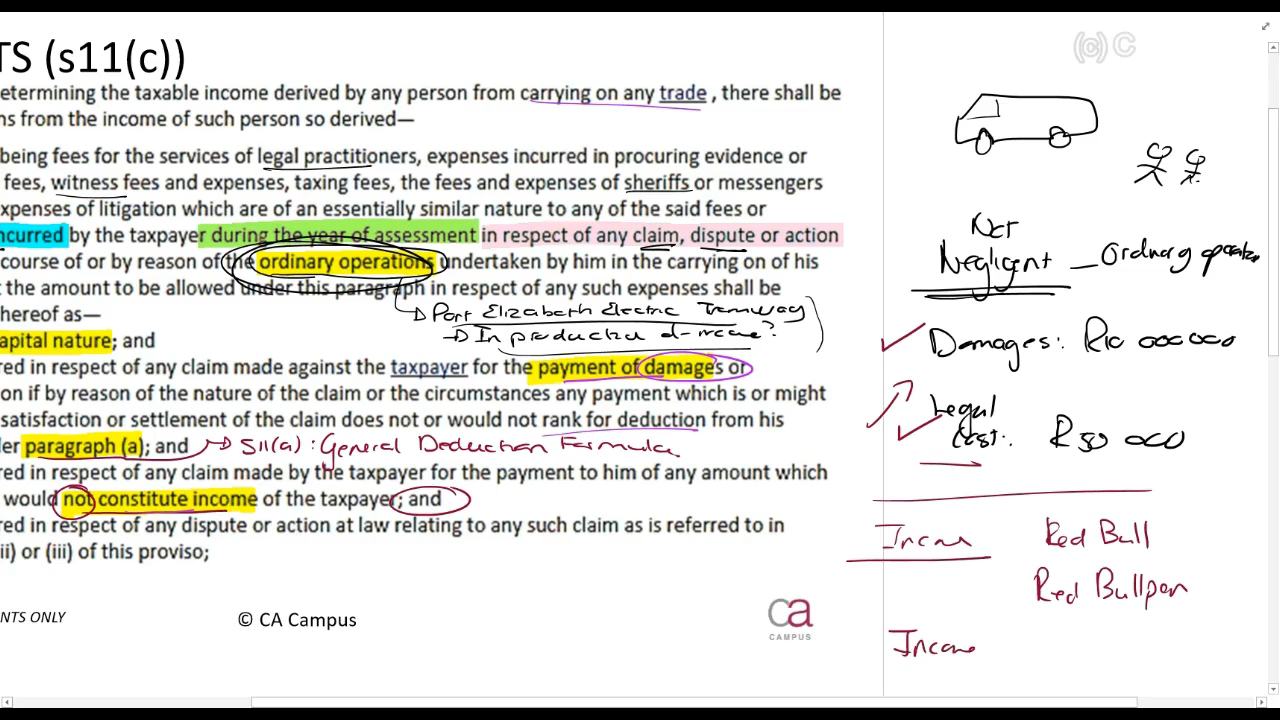 TS (s11(c))
etermining the taxable income derived by any person from carrying on any trade , there shall be
ns from the income of such person so derived—
being fees for the services of legal practitioners, expenses incurred in procuring evidence or
fees, witness fees and expenses, taxing fees, the fees and expenses of sheriffs or messengers
xpenses of litigation which are of an essentially similar nature to any of the said fees or
ncurred by the taxpayer during the year of assessment in respect of any claim, dispute or action
course of or by reason of the ordinary operations undertaken by him in the carrying on of his
t the amount to be allowed under this paragraph in respect of any such expenses shall be
hereof as—
Port Elizabeth Electric Tramway
apital nature; and
In production of income?
red in respect of any claim made against the taxpayer for the payment of damages or
on if by reason of the nature of the claim or the circumstances any payment which is or might
satisfaction or settlement of the claim does not or would not rank for deduction from his
er paragraph (a); and → S11(a): General Deduction Formula
red in respect of any claim made by the taxpayer for the payment to him of any amount which
would not constitute income of the taxpayer; and
red in respect of any dispute or action at law relating to any such claim as is referred to in
ii) or (iii) of this proviso;
NTS ONLY
© CA Campus
ca
CAMPUS
((c) C
Not
Negligent — Ordinary
Damages: R10 000 000
Legal
Cost: R50 000
Income Red Bull
Red Bull
Income